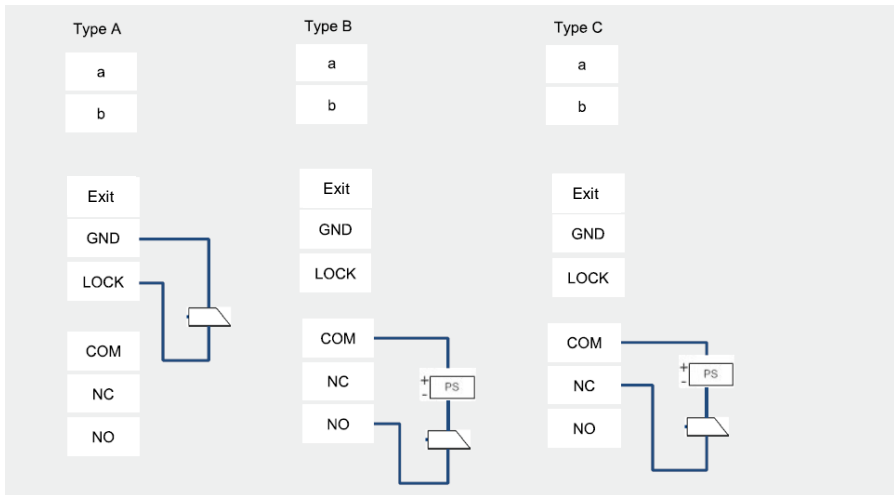 Type A
a
b
Exit
GND
LOCK
COM
NC
NO
Type B
a
b
Exit
GND
LOCK
COM
NC
NO
+
-
PS
Type C
a
b
Exit
GND
LOCK
COM
NC
NO
+
-
PS